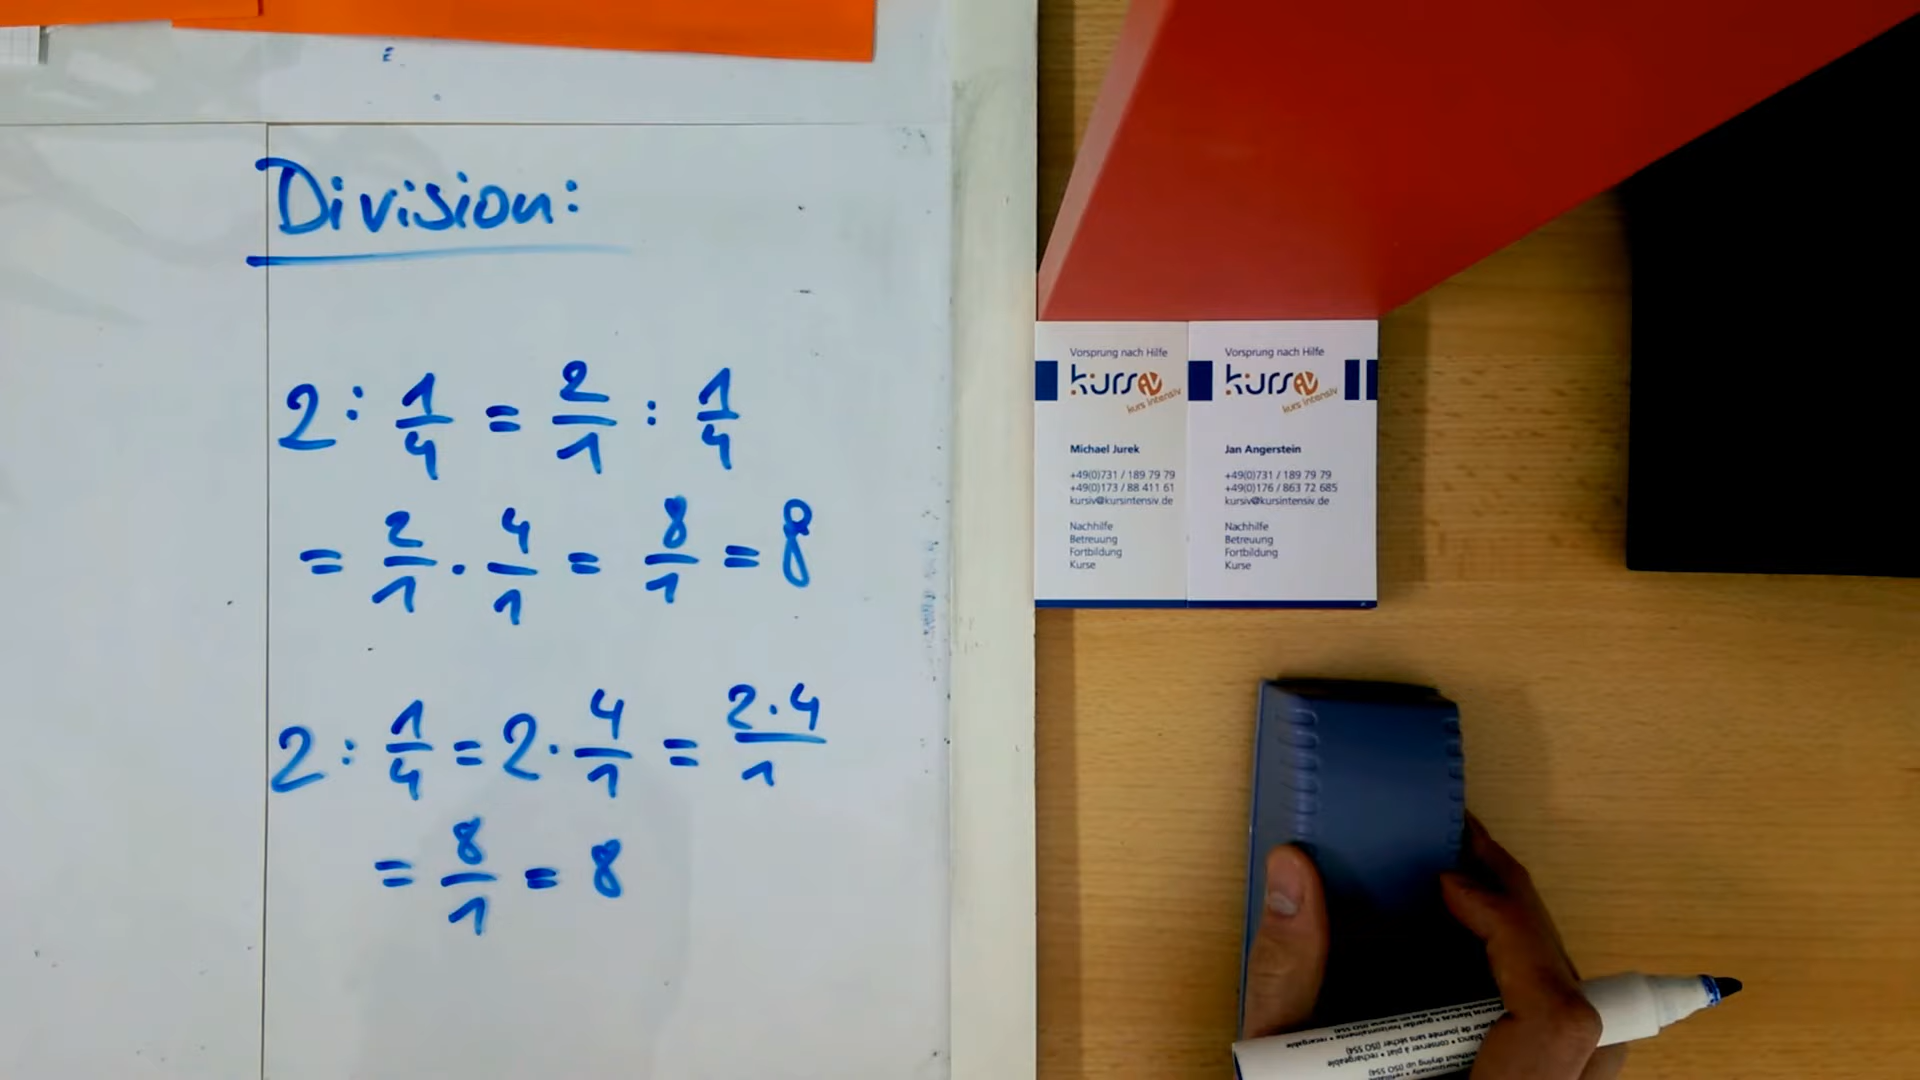 Division:
2 : 1/4 = 2/1 : 1/4
= 2/1 · 4/1 = 8/1 = 8
2 : 1/4 = 2 · 4/1 = 2·4/1
= 8/1 = 8
Vorsprung nach Hilfe
kursiv
kurs intensiv
Michael Jurek
+49(0)731 / 189 79 79
+49(0)173 / 88 411 61
kursiv@kursintensiv.de
Nachhilfe
Betreuung
Fortbildung
Kurse
Vorsprung nach Hilfe
kursiv
kurs intensiv
Jan Angerstein
+49(0)731 / 189 79 79
+49(0)176 / 863 72 685
kursiv@kursintensiv.de
Nachhilfe
Betreuung
Fortbildung
Kurse